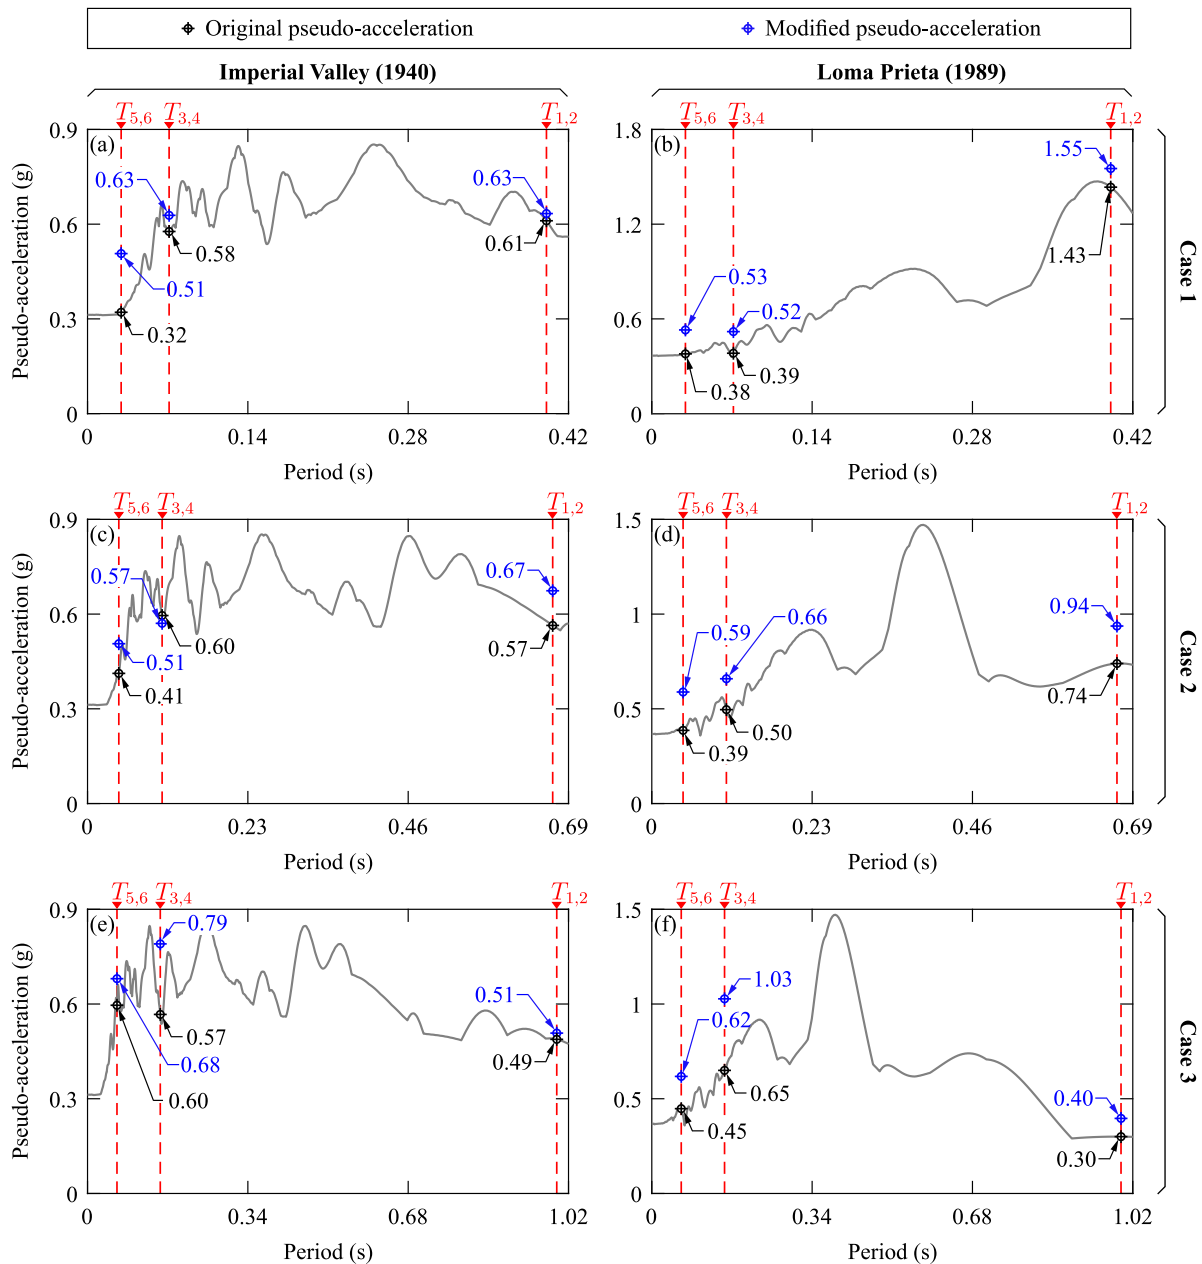 Original pseudo-acceleration Modified pseudo-acceleration
Imperial Valley (1940) Loma Prieta (1989)
T5,6 T3,4 T1,2 T5,6 T3,4 T1,2
(a) (b)
Pseudo-acceleration (g)
0.9
0.6
0.3
0
0.63
0.51
0.58
0.32
0.63
0.61
0 0.14 0.28 0.42
Period (s)
1.8
1.2
0.6
0
1.55
1.43
0.53
0.52
0.39
0.38
0 0.14 0.28 0.42
Period (s)
Case 1
T5,6 T3,4 T1,2 T5,6 T3,4 T1,2
(c) (d)
Pseudo-acceleration (g)
0.9
0.6
0.3
0
0.57
0.60
0.51
0.41
0.67
0.57
0 0.23 0.46 0.69
Period (s)
1.5
1
0.5
0
0.59
0.66
0.50
0.39
0.94
0.74
0 0.23 0.46 0.69
Period (s)
Case 2
T5,6 T3,4 T1,2 T5,6 T3,4 T1,2
(e) (f)
Pseudo-acceleration (g)
0.9
0.6
0.3
0
0.79
0.57
0.68
0.60
0.51
0.49
0 0.34 0.68 1.02
Period (s)
1.5
1
0.5
0
1.03
0.62
0.65
0.45
0.40
0.30
0 0.34 0.68 1.02
Period (s)
Case 3